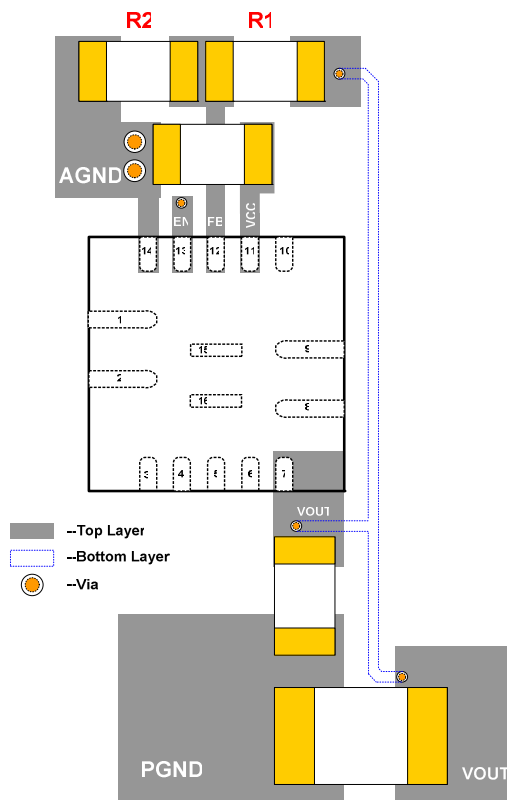 R2 R1
AGND
EN FB VCC
14 13 12 11 10
1
15 9
2
16 8
3 4 5 6 7
VOUT
--Top Layer
--Bottom Layer
--Via
PGND
VOUT